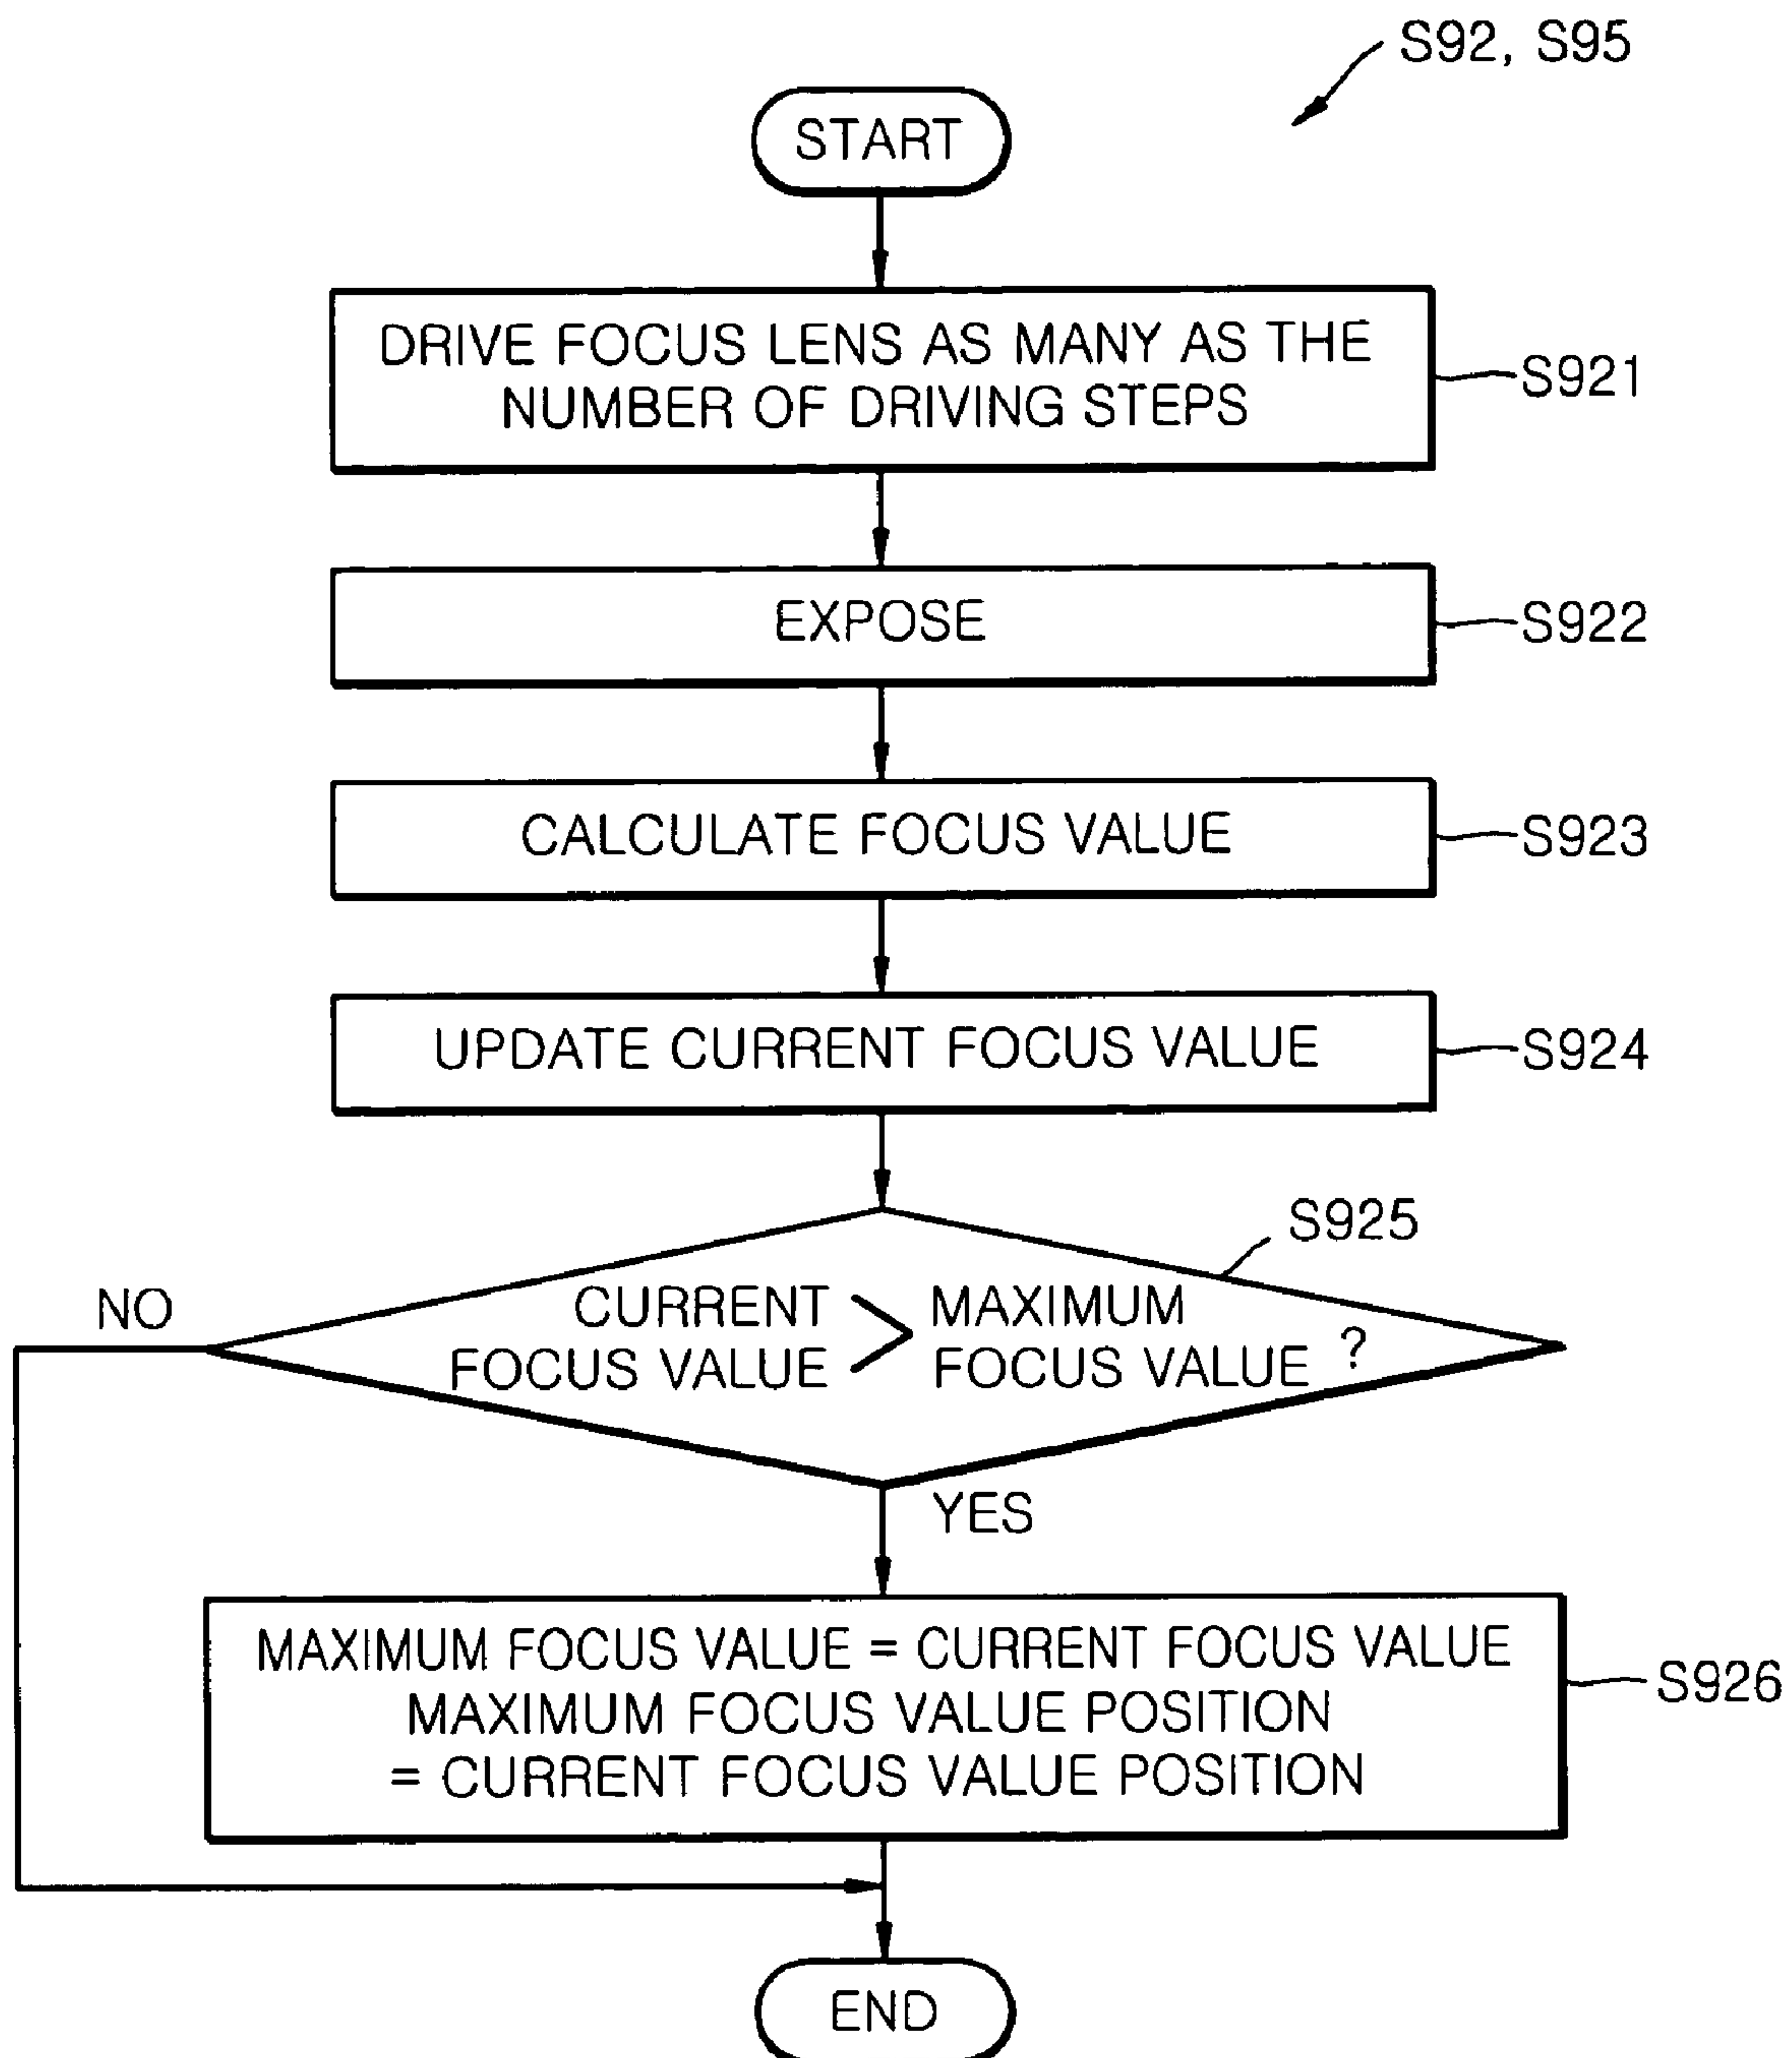 S92, S95
START
DRIVE FOCUS LENS AS MANY AS THE
NUMBER OF DRIVING STEPS
S921
EXPOSE
S922
CALCULATE FOCUS VALUE
S923
UPDATE CURRENT FOCUS VALUE
S924
S925
NO
CURRENT > MAXIMUM
FOCUS VALUE FOCUS VALUE ?
YES
MAXIMUM FOCUS VALUE = CURRENT FOCUS VALUE
MAXIMUM FOCUS VALUE POSITION
= CURRENT FOCUS VALUE POSITION
S926
END